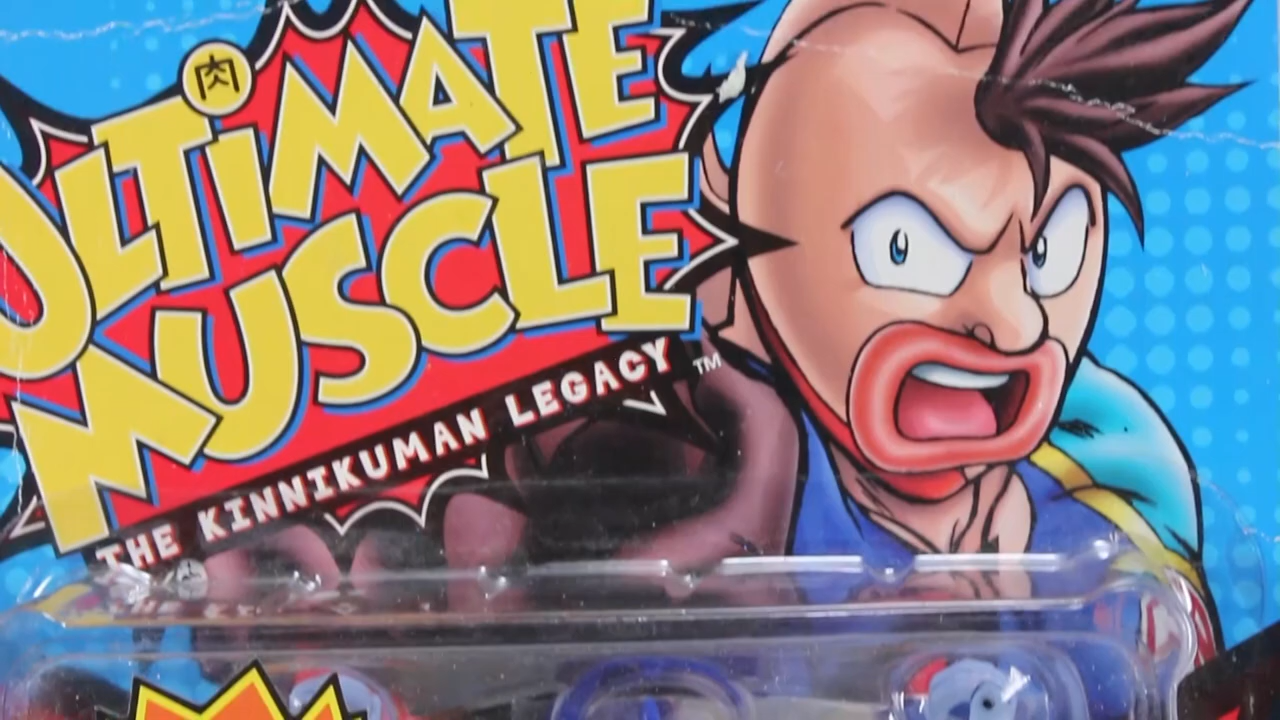 肉
ULTiMATE
MUSCLE
THE KINNIKUMAN LEGACY™